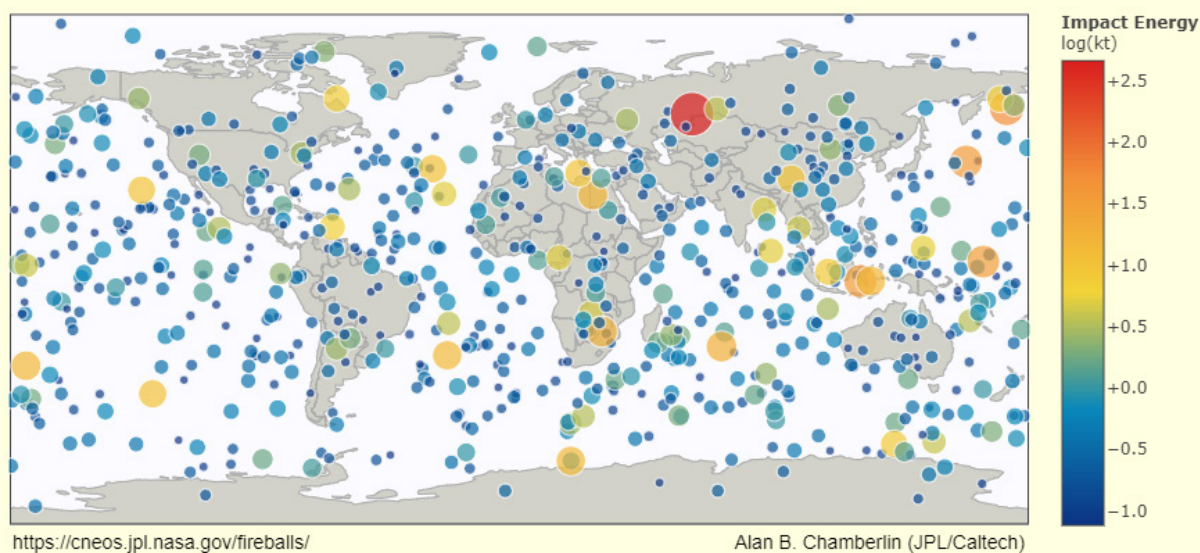 Impact Energy
log(kt)
+2.5
+2.0
+1.5
+1.0
+0.5
+0.0
−0.5
−1.0
https://cneos.jpl.nasa.gov/fireballs/
Alan B. Chamberlin (JPL/Caltech)